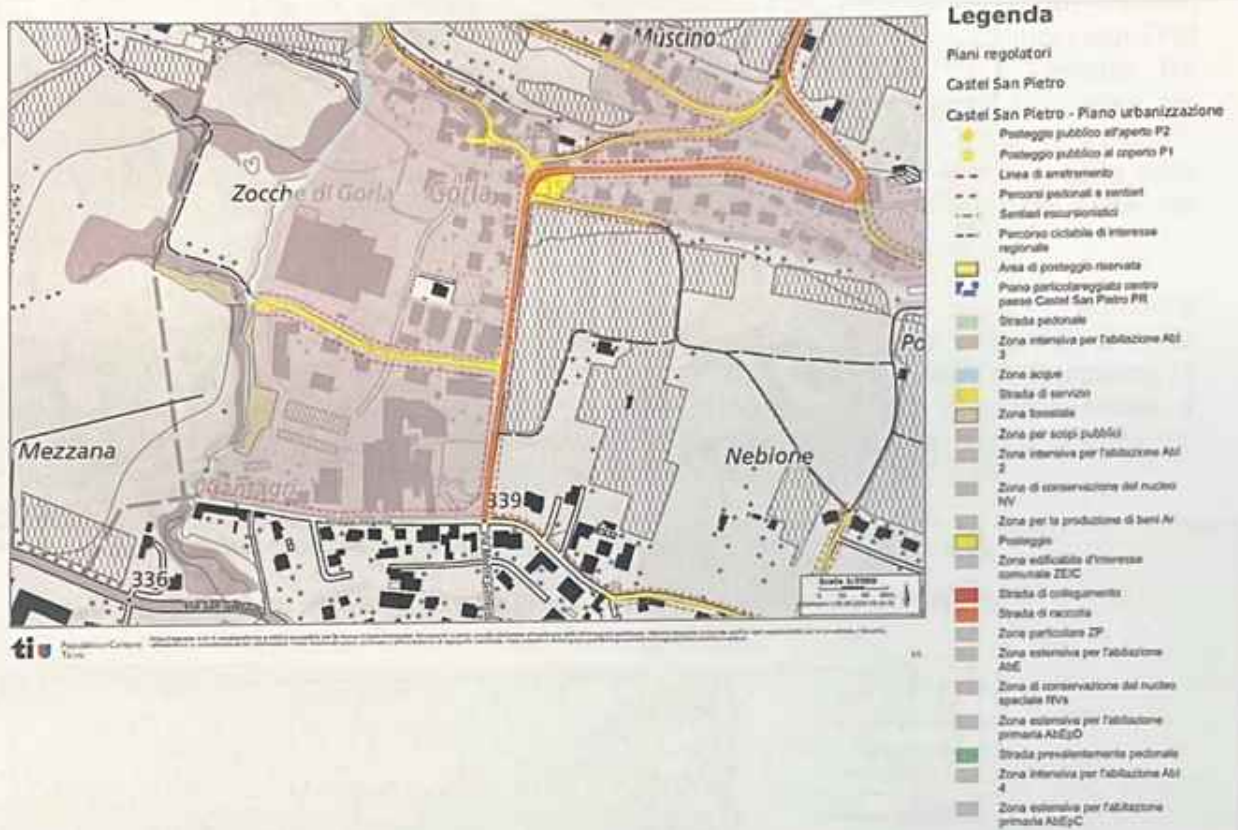 Muscino
Zocche di Gorla
Gorla
Mezzana
Nebione
Po
339
336
ti
Legenda
Piani regolatori
Castel San Pietro
Castel San Pietro - Piano urbanizzazione
Posteggio pubblico all'aperto P2
Posteggio pubblico al coperto P1
Linea di arretramento
Percorsi pedonali e sentieri
Sentieri escursionistici
Percorso ciclabile di interesse
regionale
Area di posteggio riservata
Piano particolareggiato centro
paese Castel San Pietro PR
Strada pedonale
Zona intensiva per l'abitazione AbI
3
Zona acque
Strada di servizio
Zona forestale
Zona per scopi pubblici
Zona intensiva per l'abitazione AbI
2
Zona di conservazione del nucleo
NV
Zona per la produzione di beni Ar
Posteggio
Zona edificabile d'interesse
comunale ZEIC
Strada di collegamento
Strada di raccolta
Zona particolare ZP
Zona estensiva per l'abitazione
AbE
Zona di conservazione del nucleo
speciale NVs
Zona estensiva per l'abitazione
primaria AbEpD
Strada prevalentemente pedonale
Zona intensiva per l'abitazione AbI
4
Zona estensiva per l'abitazione
primaria AbEpC